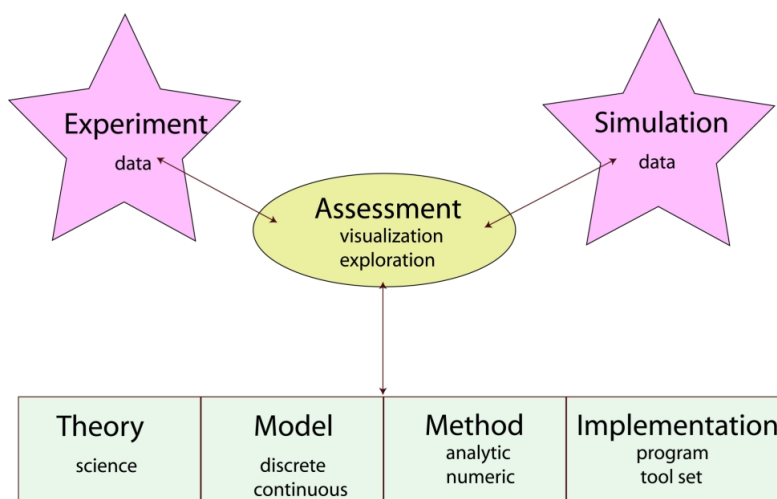 Experiment
data
Simulation
data
Assessment
visualization
exploration
Theory
science
Model
discrete
continuous
Method
analytic
numeric
Implementation
program
tool set